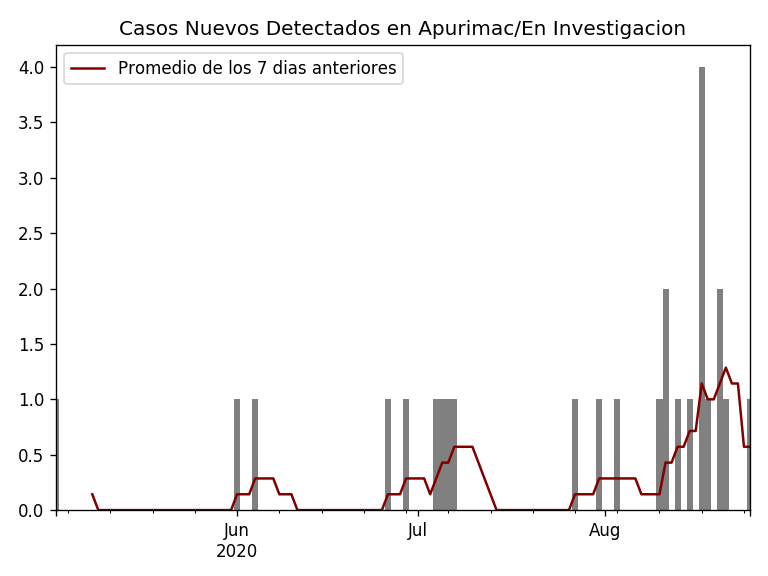 Casos Nuevos Detectados en Apurimac/En Investigacion
Promedio de los 7 dias anteriores
4.0
3.5
3.0
2.5
2.0
1.5
1.0
0.5
0.0
Jun
2020
Jul
Aug